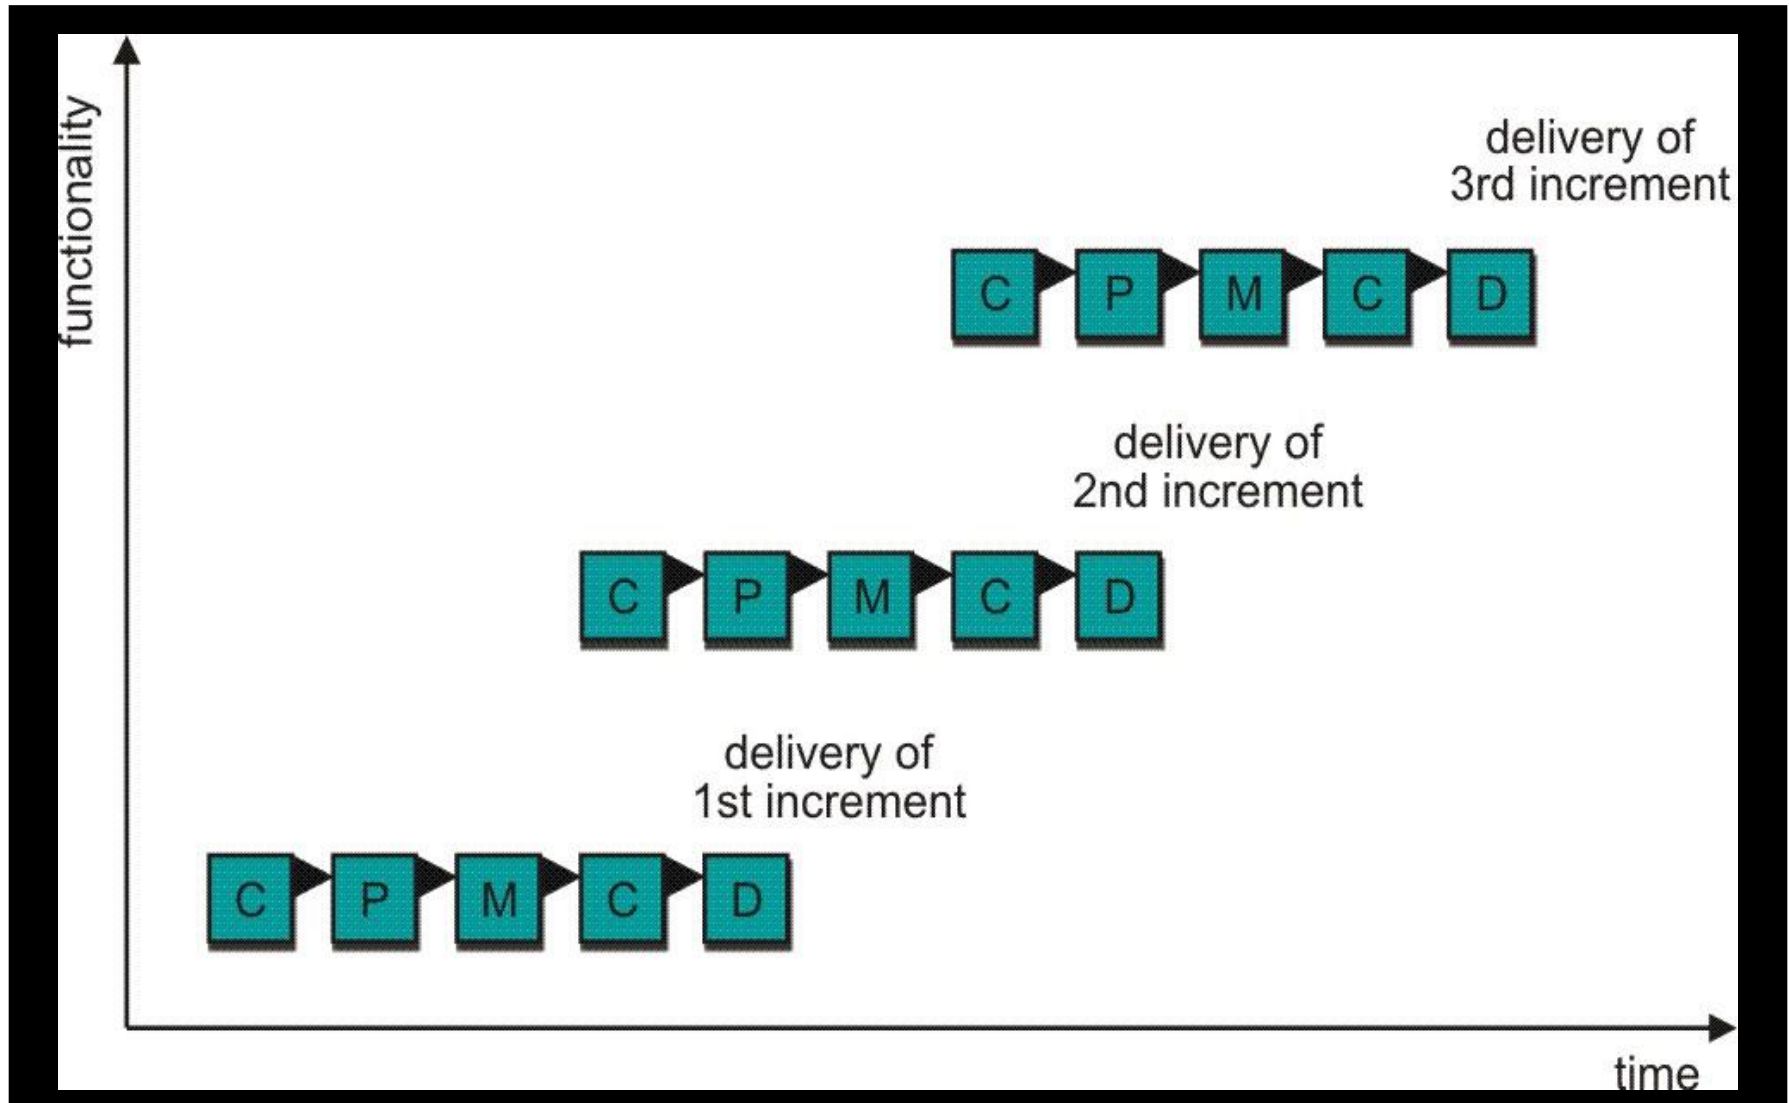 functionality
delivery of
3rd increment
C P M C D
delivery of
2nd increment
C P M C D
delivery of
1st increment
C P M C D
time